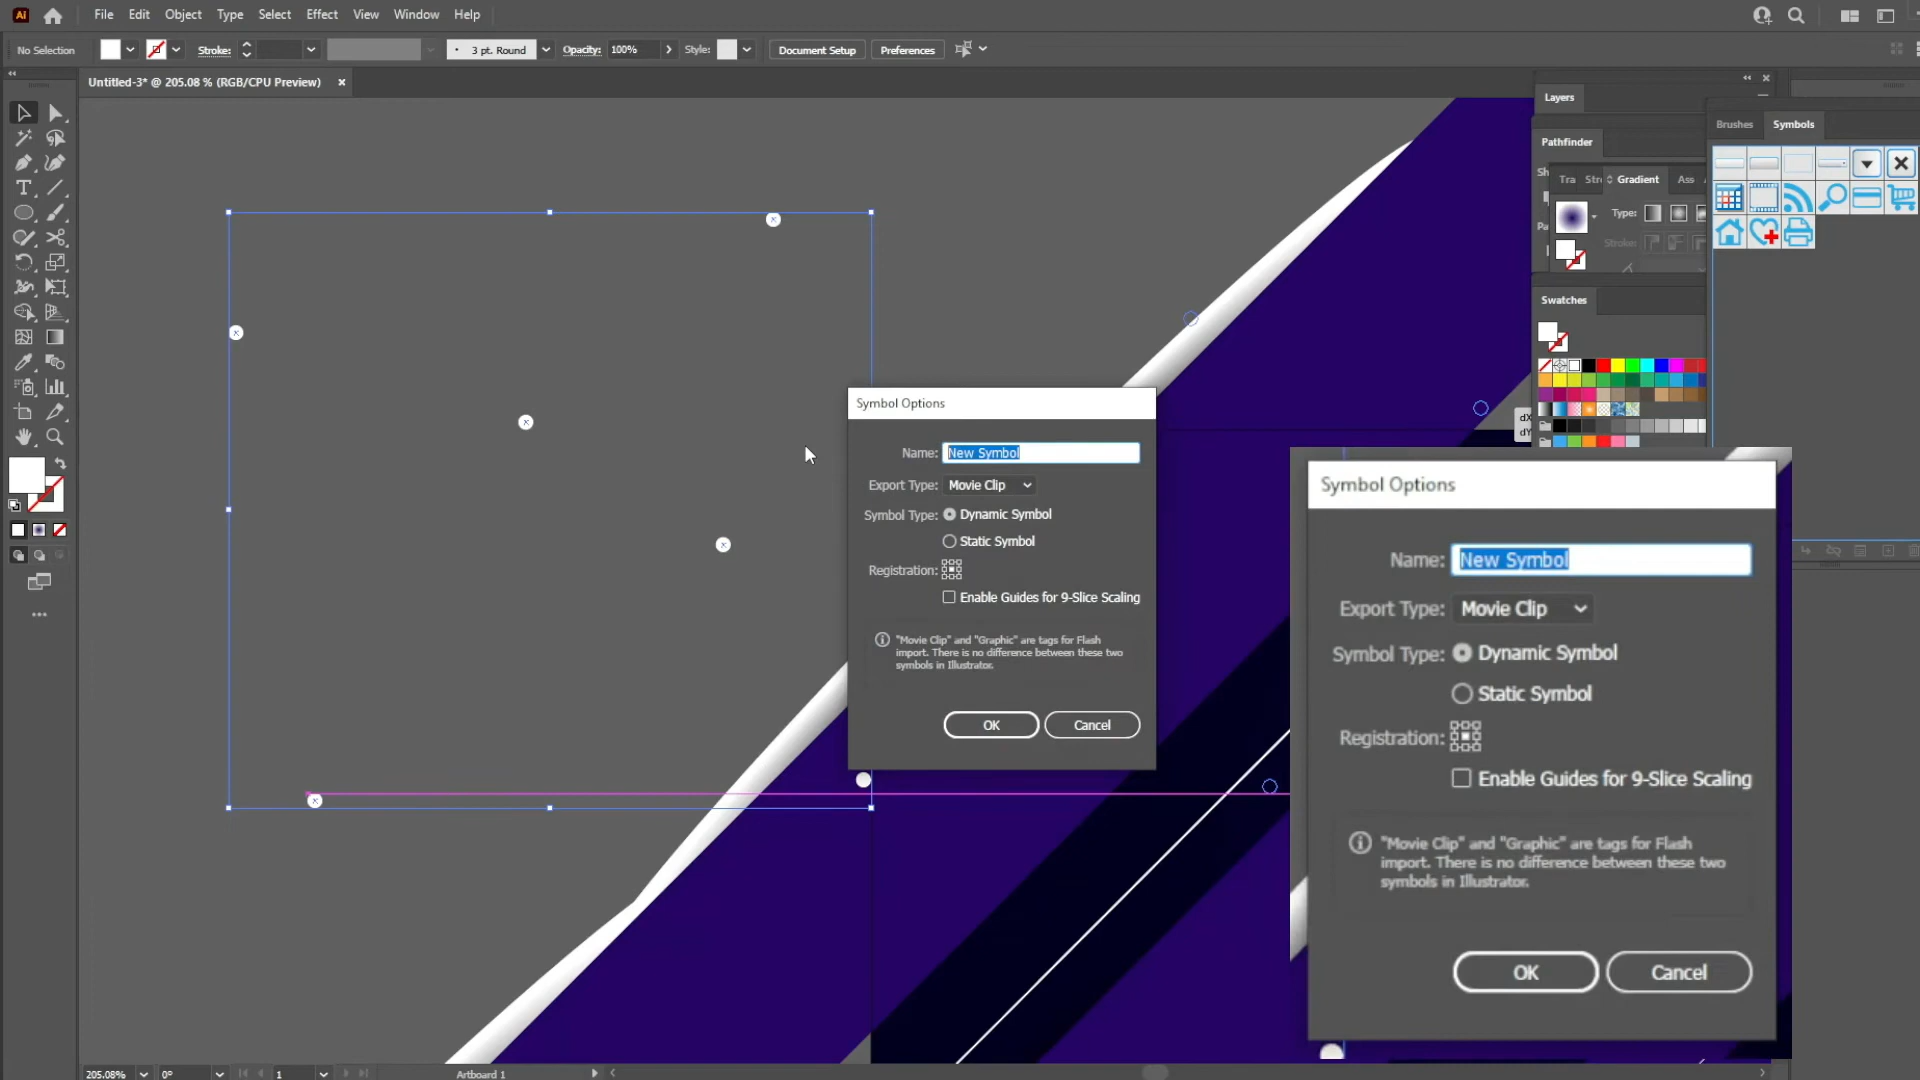 Ai File Edit Object Type Select Effect View Window Help
No Selection Stroke: 3 pt. Round Opacity: 100% Style: Document Setup Preferences
Untitled-3* @ 205.08 % (RGB/CPU Preview)
Layers
Brushes Symbols
Pathfinder
Tra Str Gradient Ass
Type:
Stroke:
Swatches
Symbol Options
Name: New Symbol
Export Type: Movie Clip
Symbol Type: Dynamic Symbol
Static Symbol
Registration:
Enable Guides for 9-Slice Scaling
"Movie Clip" and "Graphic" are tags for Flash
import. There is no difference between these two
symbols in Illustrator.
OK Cancel
Symbol Options
Name: New Symbol
Export Type: Movie Clip
Symbol Type: Dynamic Symbol
Static Symbol
Registration:
Enable Guides for 9-Slice Scaling
"Movie Clip" and "Graphic" are tags for Flash
import. There is no difference between these two
symbols in Illustrator.
OK Cancel
205.08% 0° 1 Artboard 1